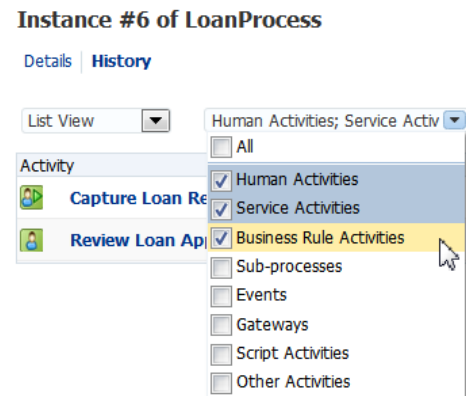 Instance #6 of LoanProcess
Details History
List View Human Activities; Service Activ
All
Activity
Human Activities
Capture Loan Re
Service Activities
Review Loan Ap
Business Rule Activities
Sub-processes
Events
Gateways
Script Activities
Other Activities